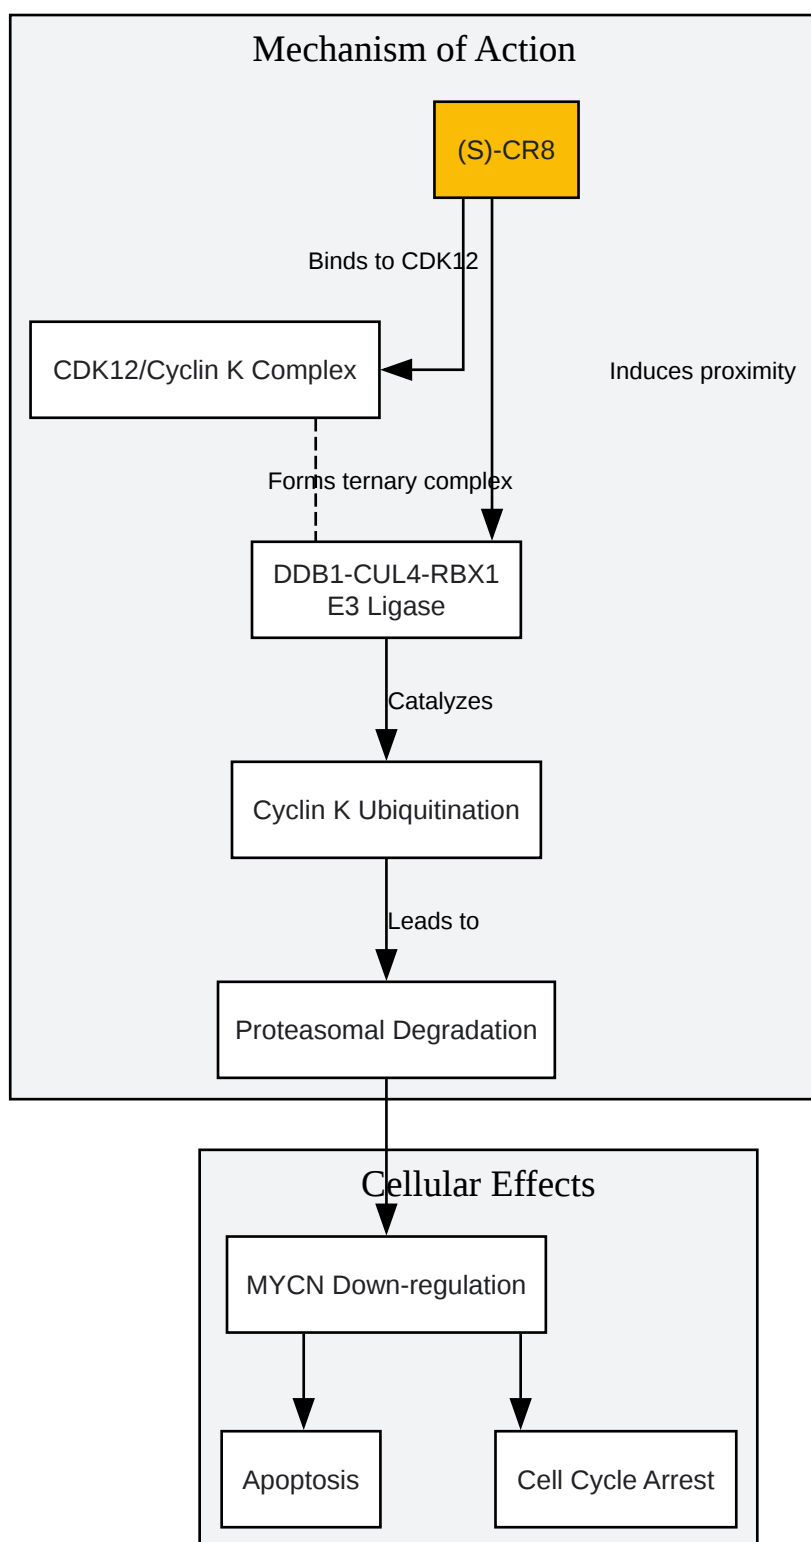 Mechanism of Action
(S)-CR8
Binds to CDK12
CDK12/Cyclin K Complex
Induces proximity
Forms ternary complex
DDB1-CUL4-RBX1
E3 Ligase
Catalyzes
Cyclin K Ubiquitination
Leads to
Proteasomal Degradation
Cellular Effects
MYCN Down-regulation
Apoptosis
Cell Cycle Arrest